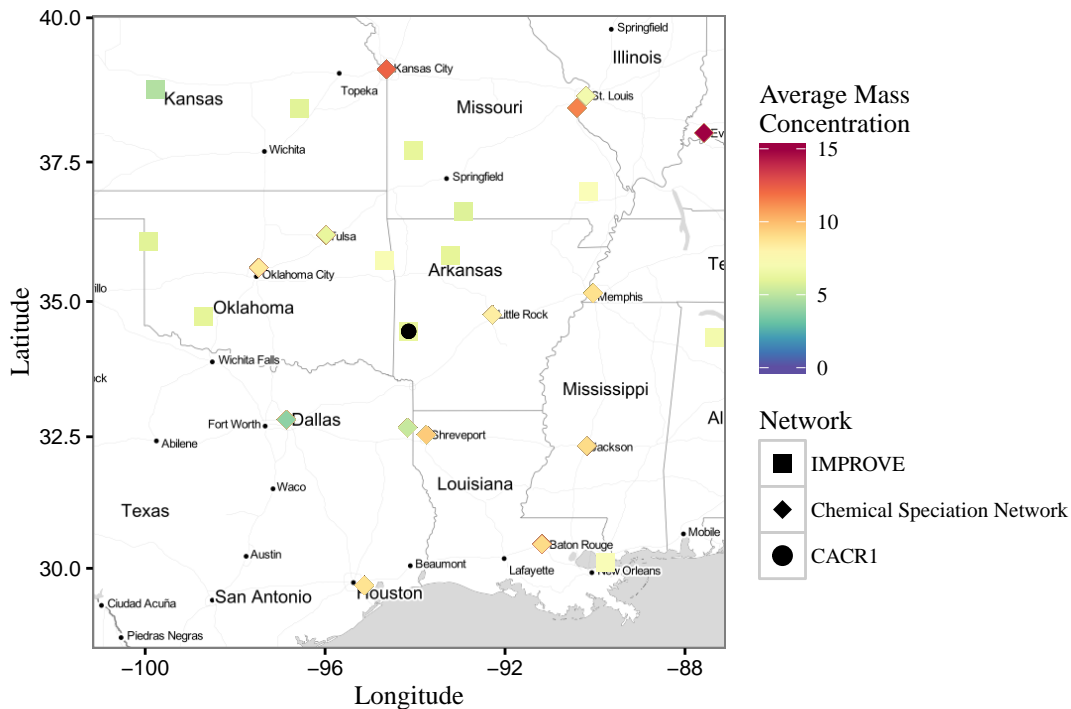 40.0
37.5
35.0
32.5
30.0
Latitude
−100
−96
−92
−88
Longitude
Springfield
Illinois
Kansas City
Topeka
Kansas
Missouri
St. Louis
Ev
Wichita
Springfield
Tulsa
Oklahoma City
Arkansas
Te
illo
Oklahoma
Little Rock
Memphis
Wichita Falls
ck
Mississippi
Fort Worth
Dallas
Al
Abilene
Shreveport
Jackson
Waco
Louisiana
Texas
Austin
Baton Rouge
Mobile
Beaumont
Lafayette
New Orleans
Houston
San Antonio
Ciudad Acuña
Piedras Negras
Average Mass
Concentration
15
10
5
0
Network
IMPROVE
Chemical Speciation Network
CACR1